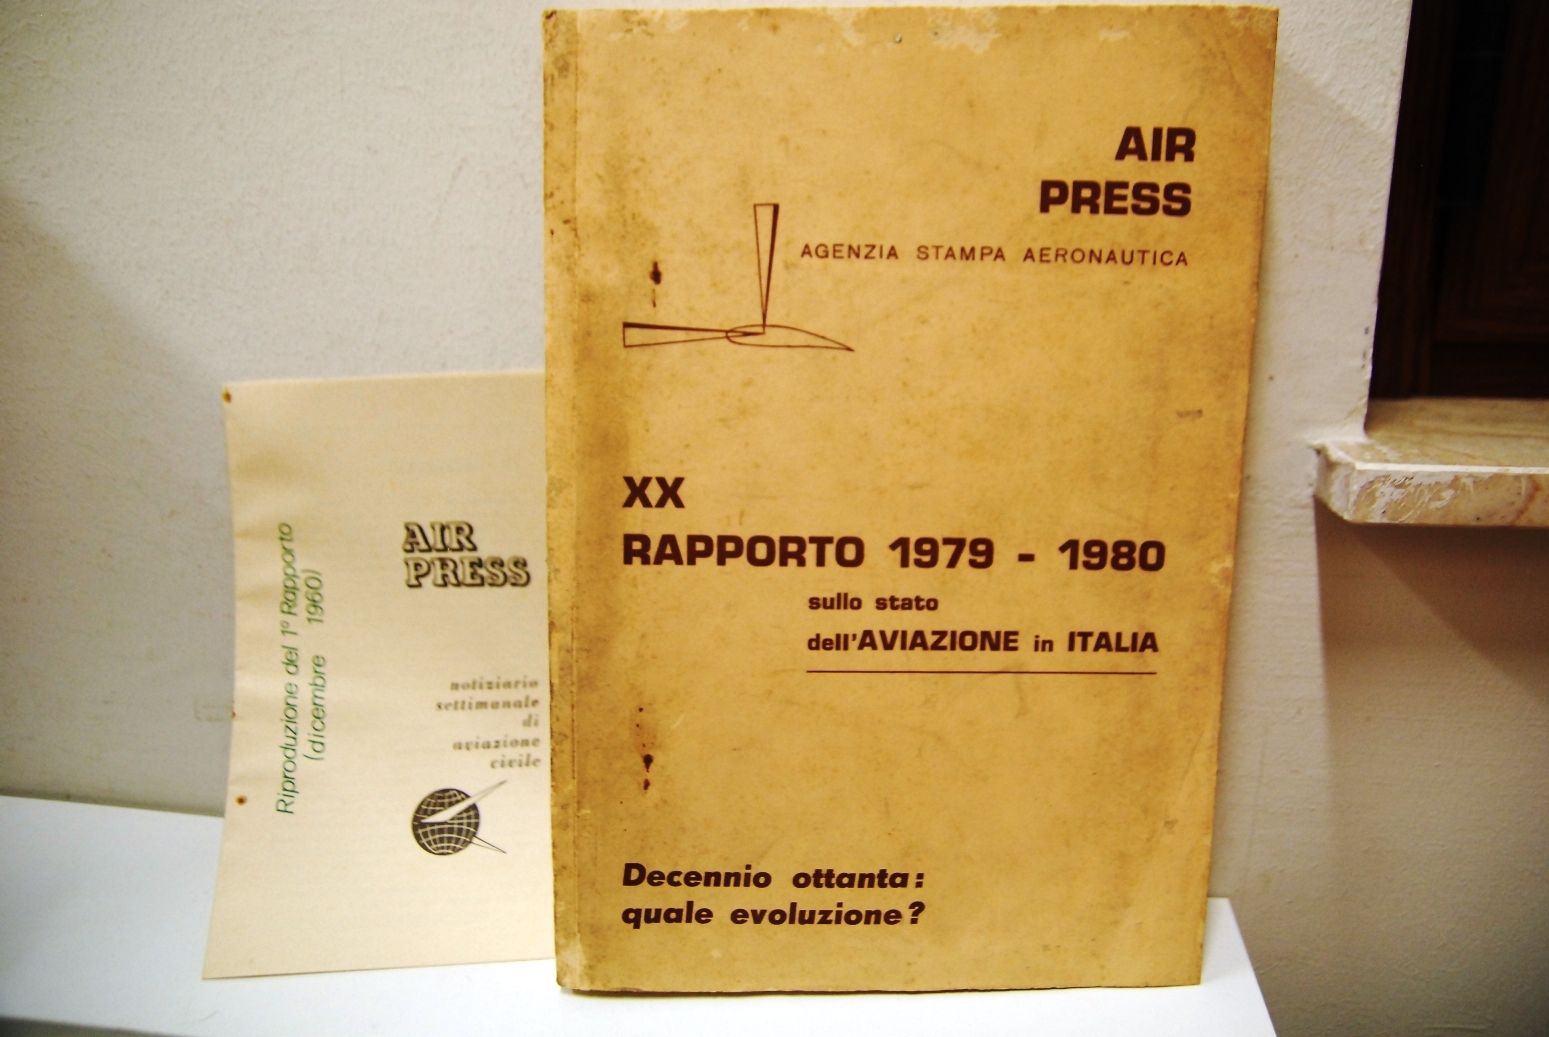 AIR
PRESS
AGENZIA STAMPA AERONAUTICA
XX
RAPPORTO 1979 - 1980
sullo stato
dell'AVIAZIONE in ITALIA
Decennio ottanta:
quale evoluzione?
Riproduzione del 1° Rapporto
(dicembre 1960)
AIR
PRESS
notiziario
settimanale
di
aviazione
civile